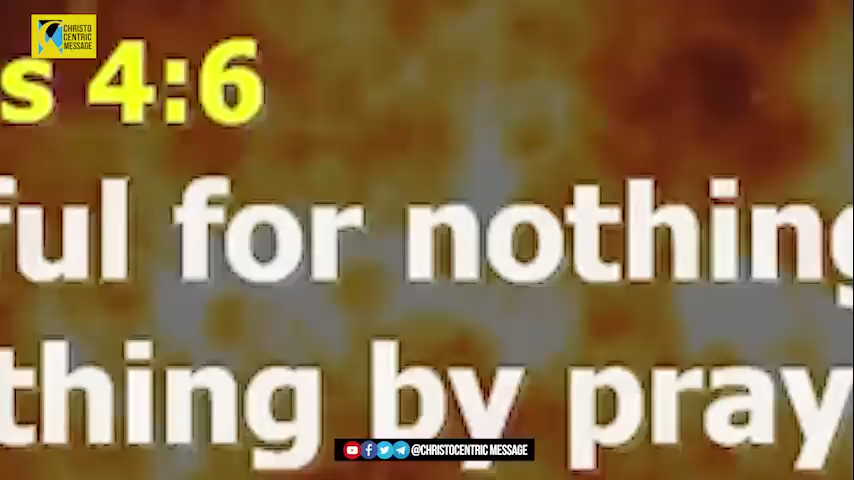 CHRISTO
CENTRIC
MESSAGE
s 4:6
ful for nothing
thing by pray
@CHRISTOCENTRIC MESSAGE